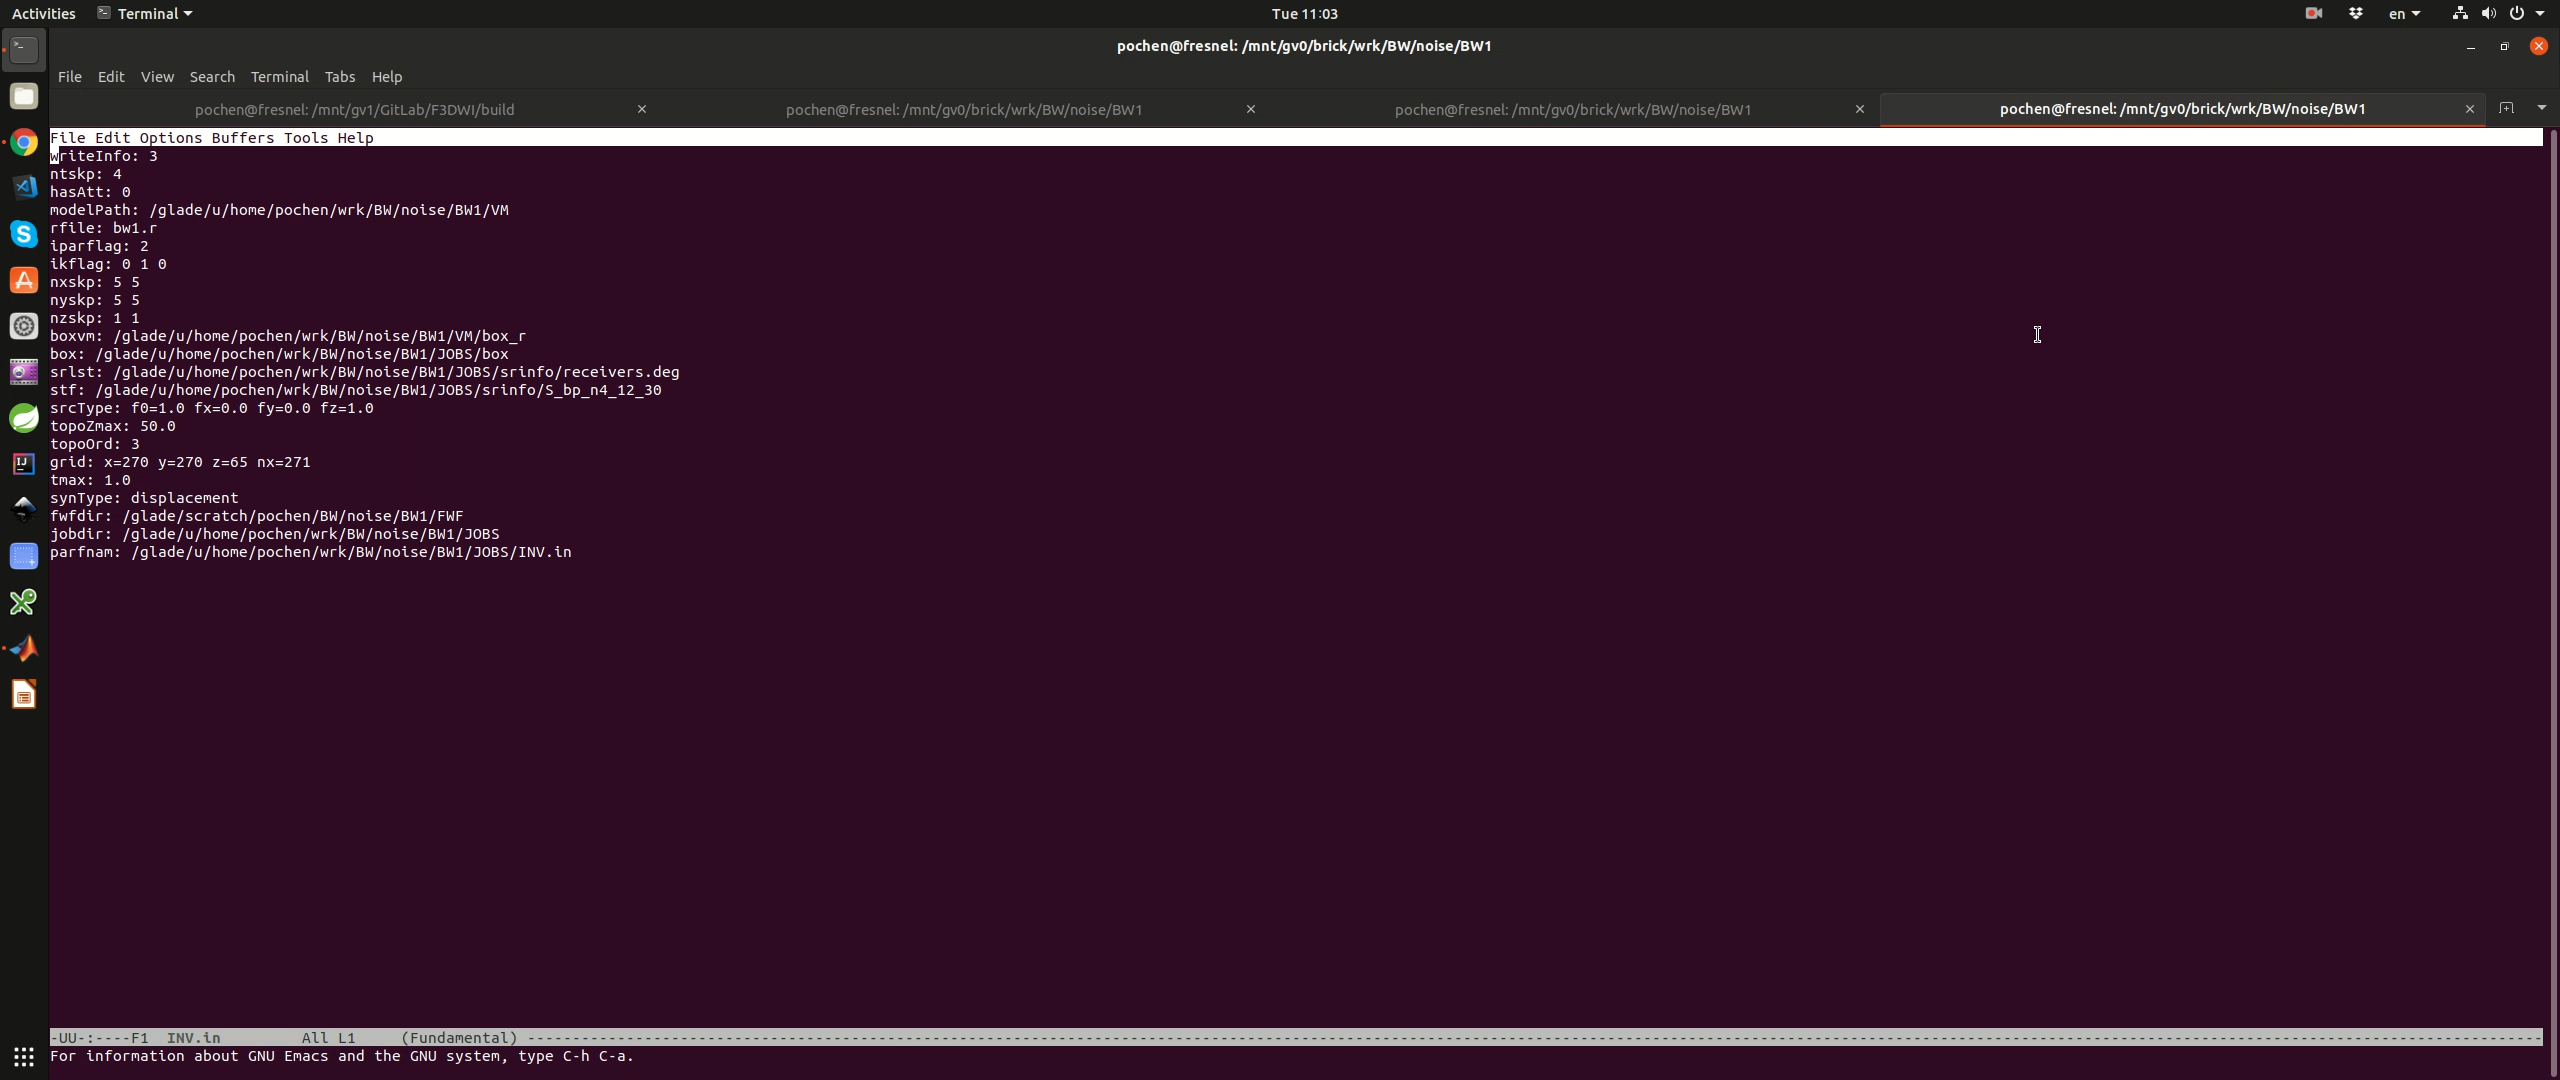 Activities Terminal Tue 11:03 en
pochen@fresnel: /mnt/gv0/brick/wrk/BW/noise/BW1
File Edit View Search Terminal Tabs Help
pochen@fresnel: /mnt/gv1/GitLab/F3DWI/build pochen@fresnel: /mnt/gv0/brick/wrk/BW/noise/BW1 pochen@fresnel: /mnt/gv0/brick/wrk/BW/noise/BW1 pochen@fresnel: /mnt/gv0/brick/wrk/BW/noise/BW1
File Edit Options Buffers Tools Help
writeInfo: 3
ntskp: 4
hasAtt: 0
modelPath: /glade/u/home/pochen/wrk/BW/noise/BW1/VM
rfile: bw1.r
iparflag: 2
ikflag: 0 1 0
nxskp: 5 5
nyskp: 5 5
nzskp: 1 1
boxvm: /glade/u/home/pochen/wrk/BW/noise/BW1/VM/box_r
box: /glade/u/home/pochen/wrk/BW/noise/BW1/JOBS/box
srlst: /glade/u/home/pochen/wrk/BW/noise/BW1/JOBS/srinfo/receivers.deg
stf: /glade/u/home/pochen/wrk/BW/noise/BW1/JOBS/srinfo/S_bp_n4_12_30
srcType: f0=1.0 fx=0.0 fy=0.0 fz=1.0
topoZmax: 50.0
topoOrd: 3
grid: x=270 y=270 z=65 nx=271
tmax: 1.0
synType: displacement
fwfdir: /glade/scratch/pochen/BW/noise/BW1/FWF
jobdir: /glade/u/home/pochen/wrk/BW/noise/BW1/JOBS
parfnam: /glade/u/home/pochen/wrk/BW/noise/BW1/JOBS/INV.in
-UU-:----F1 INV.in All L1 (Fundamental)
For information about GNU Emacs and the GNU system, type C-h C-a.